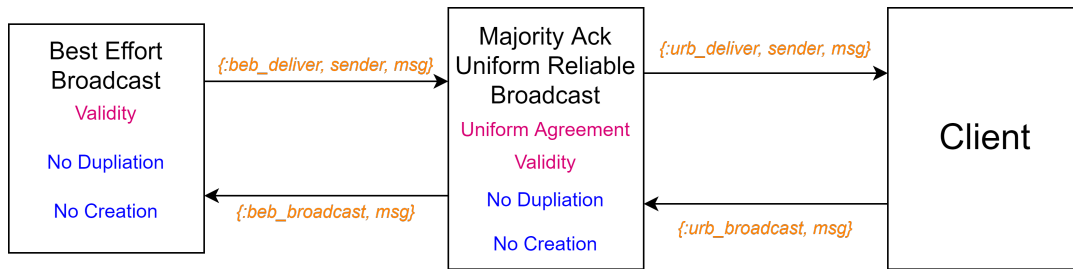 Best Effort
Broadcast
Validity
No Dupliation
No Creation
{:beb_deliver, sender, msg}
{:beb_broadcast, msg}
Majority Ack
Uniform Reliable
Broadcast
Uniform Agreement
Validity
No Dupliation
No Creation
{:urb_deliver, sender, msg}
{:urb_broadcast, msg}
Client